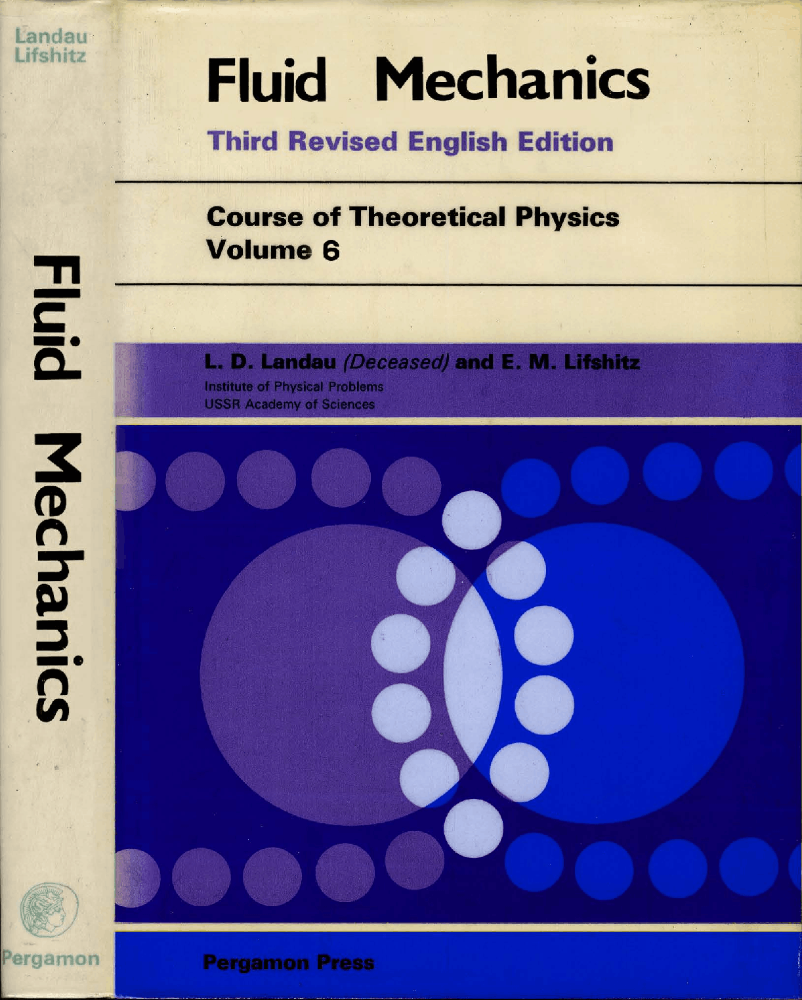 Landau
Lifshitz
Fluid Mechanics
Pergamon
Fluid Mechanics
Third Revised English Edition
Course of Theoretical Physics
Volume 6
L. D. Landau (Deceased) and E. M. Lifshitz
Institute of Physical Problems
USSR Academy of Sciences
Pergamon Press